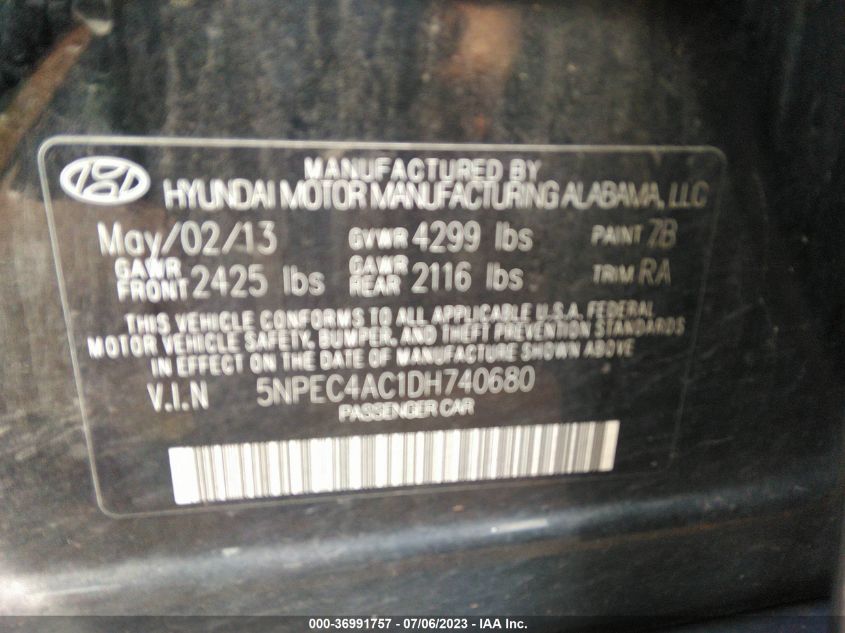 MANUFACTURED BY
HYUNDAI MOTOR MANUFACTURING ALABAMA, LLC
May/02/13 GVWR 4299 lbs PAINT 7B
GAWR FRONT 2425 lbs GAWR REAR 2116 lbs TRIM RA
THIS VEHICLE CONFORMS TO ALL APPLICABLE U.S.A. FEDERAL
MOTOR VEHICLE SAFETY, BUMPER, AND THEFT PREVENTION STANDARDS
IN EFFECT ON THE DATE OF MANUFACTURE SHOWN ABOVE.
V.I.N 5NPEC4AC1DH740680
PASSENGER CAR
000-36991757 - 07/06/2023 - © IAA Inc.